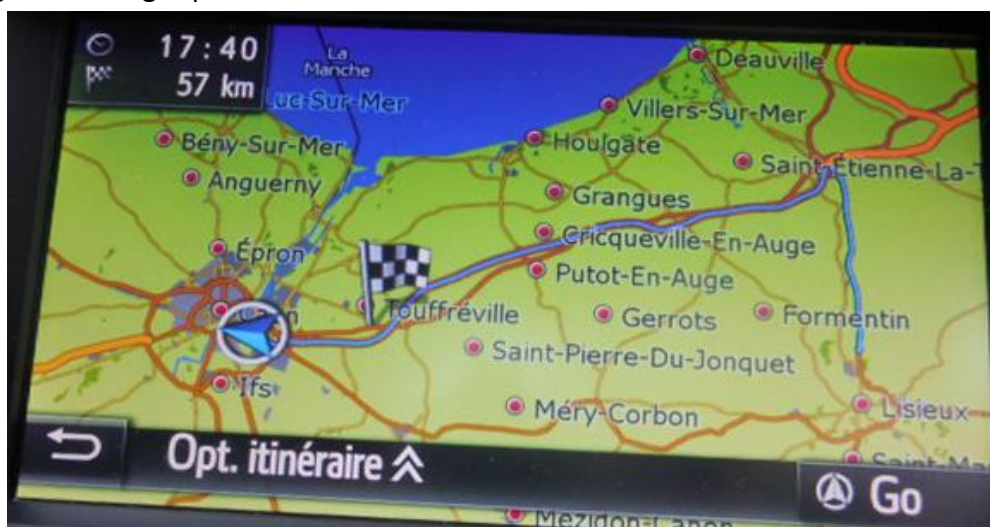 17:40
57 km
La
Manche
Luc-Sur-Mer
Deauville
Villers-Sur-Mer
Bény-Sur-Mer
Houlgate
Saint-Étienne-La-T
Anguerny
Grangues
Épron
Cricqueville-En-Auge
Putot-En-Auge
Touffréville
Gerrots
Formentin
Saint-Pierre-Du-Jonquet
Ifs
Méry-Corbon
Lisieux
Opt. itinéraire
Go